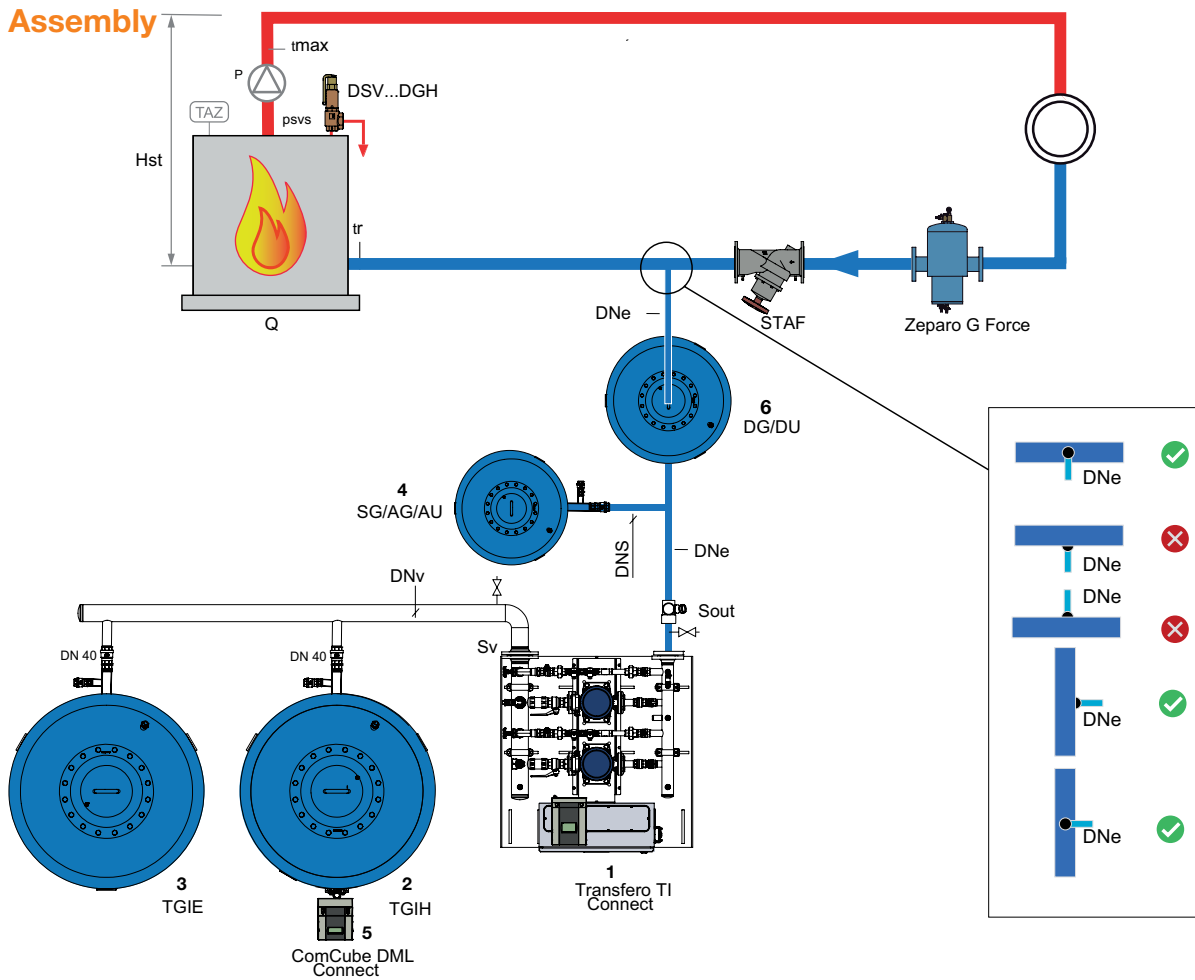 Assembly
tmax
P
DSV...DGH
TAZ
psvs
Hst
tr
Q
STAF
Zeparo G Force
DNe
6
DG/DU
4
SG/AG/AU
DNS
DNe
DNv
Sout
Sv
DN 40
DN 40
3
TGIE
2
TGIH
5
ComCube DML
Connect
1
Transfero TI
Connect
DNe
DNe
DNe
DNe
DNe